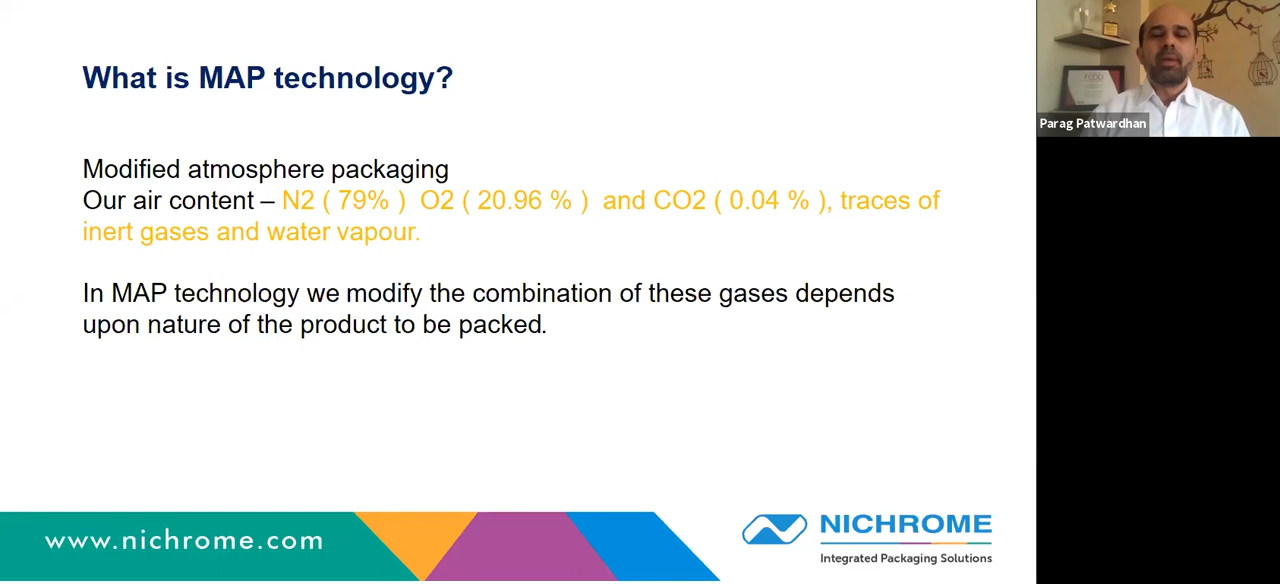 What is MAP technology?
Modified atmosphere packaging
Our air content – N2 ( 79% )  O2 ( 20.96 % )  and CO2 ( 0.04 % ), traces of
inert gases and water vapour.
In MAP technology we modify the combination of these gases depends
upon nature of the product to be packed.
www.nichrome.com
NICHROME
Integrated Packaging Solutions
Parag Patwardhan